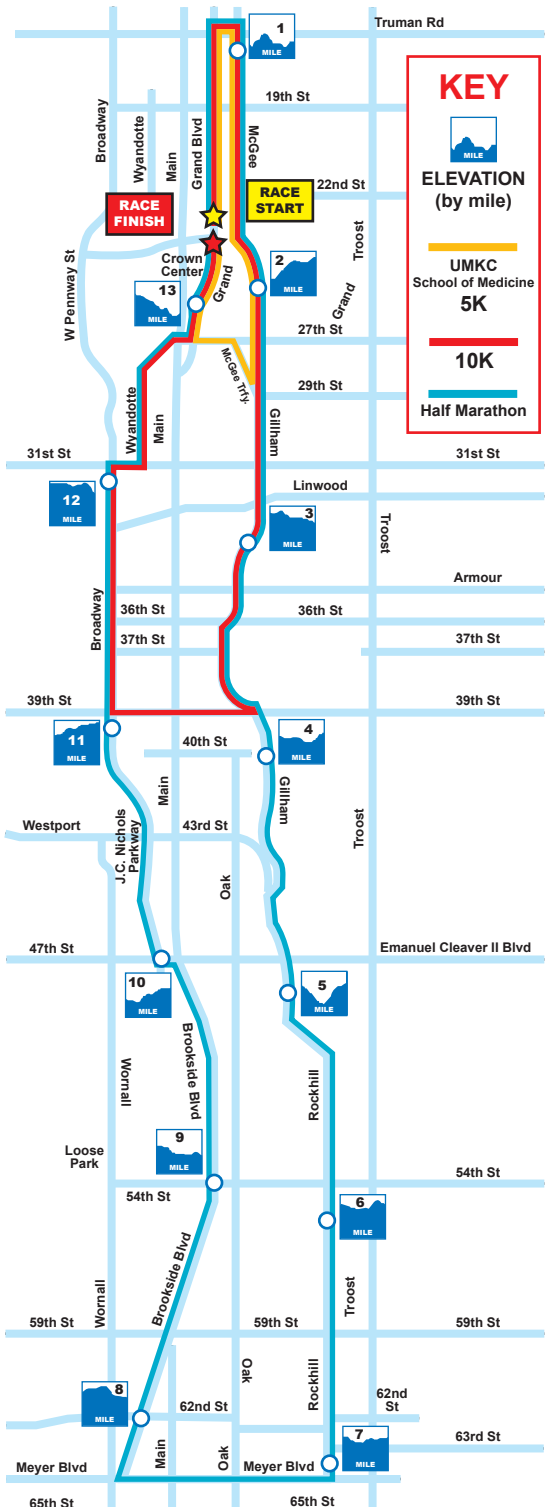 1
MILE
Truman Rd
KEY
ELEVATION
(by mile)
UMKC
School of Medicine
5K
10K
Half Marathon
19th St
Broadway
Wyandotte
Main
Grand Blvd
McGee
RACE
FINISH
RACE
START
22nd St
Troost
W Pennway St
Crown
Center
Grand
2
MILE
Grand
13
MILE
27th St
McGee Trfy.
29th St
Wyandotte
Main
Gillham
31st St
31st St
12
MILE
Linwood
3
MILE
Troost
Armour
Broadway
36th St
36th St
37th St
37th St
39th St
39th St
11
MILE
4
MILE
40th St
Main
Gillham
Troost
Westport
J.C. Nichols
Parkway
43rd St
Oak
47th St
Emanuel Cleaver II Blvd
10
MILE
5
MILE
Brookside Blvd
Wornall
Rockhill
Loose
Park
9
MILE
54th St
54th St
6
MILE
Brookside Blvd
Troost
Wornall
59th St
59th St
59th St
Oak
Rockhill
8
MILE
62nd St
62nd
St
Main
Oak
7
MILE
63rd St
Meyer Blvd
Meyer Blvd
65th St
65th St